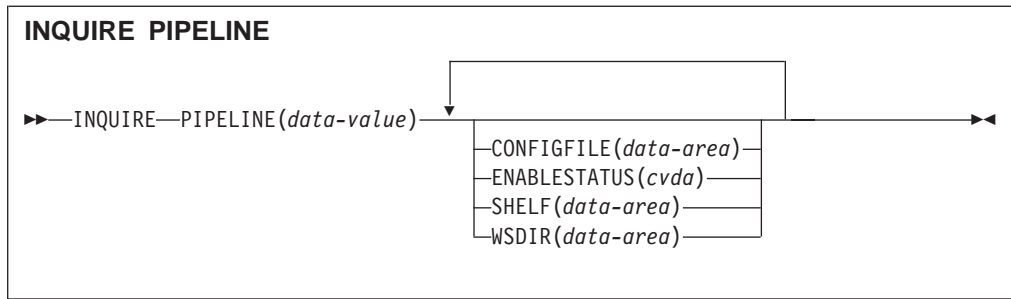 INQUIRE PIPELINE
INQUIRE PIPELINE(data-value)
CONFIGFILE(data-area)
ENABLESTATUS(cvda)
SHELF(data-area)
WSDIR(data-area)